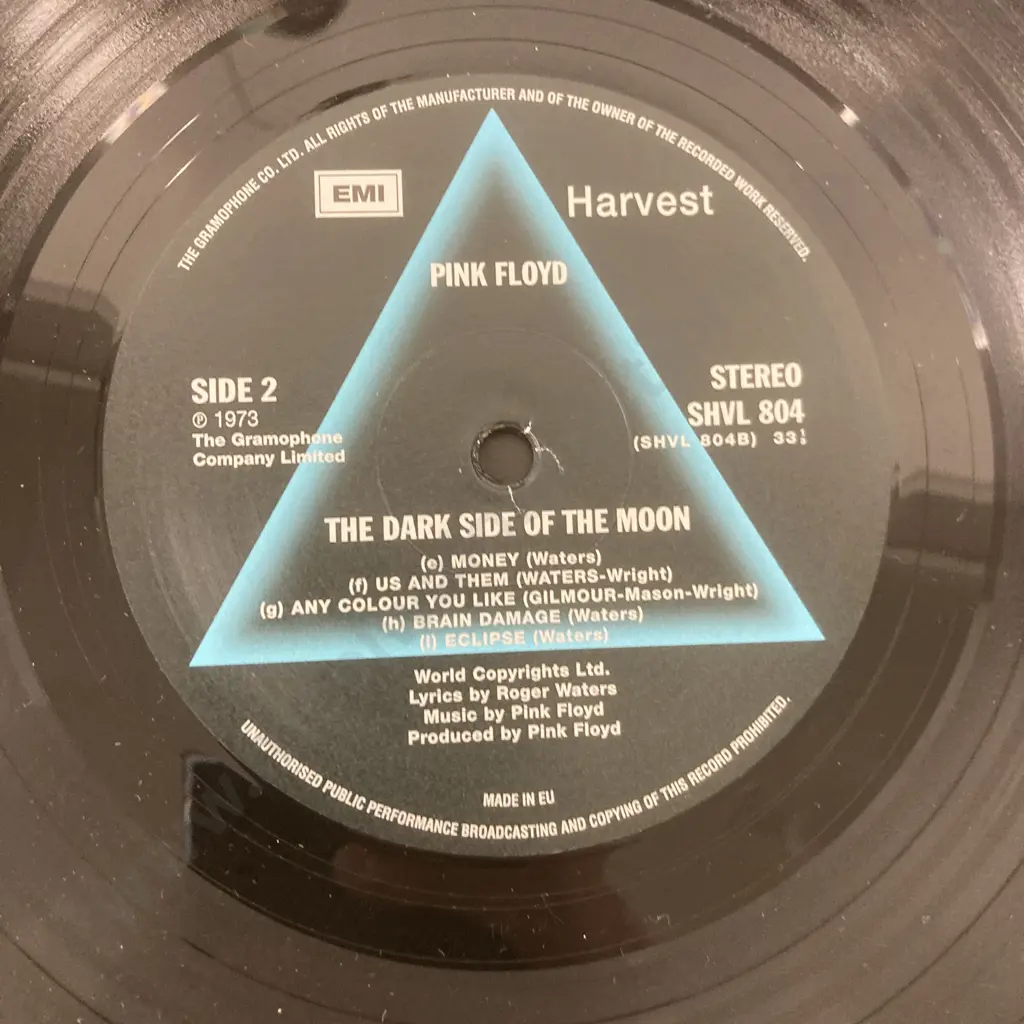 THE GRAMOPHONE CO. LTD. ALL RIGHTS OF THE MANUFACTURER AND OF THE OWNER OF THE RECORDED WORK RESERVED.
EMI
Harvest
PINK FLOYD
SIDE 2
℗ 1973
The Gramophone
Company Limited
STEREO
SHVL 804
(SHVL 804B) 33⅓
THE DARK SIDE OF THE MOON
(e) MONEY (Waters)
(f) US AND THEM (WATERS-Wright)
(g) ANY COLOUR YOU LIKE (GILMOUR-Mason-Wright)
(h) BRAIN DAMAGE (Waters)
(i) ECLIPSE (Waters)
World Copyrights Ltd.
Lyrics by Roger Waters
Music by Pink Floyd
Produced by Pink Floyd
MADE IN EU
UNAUTHORISED PUBLIC PERFORMANCE BROADCASTING AND COPYING OF THIS RECORD PROHIBITED.